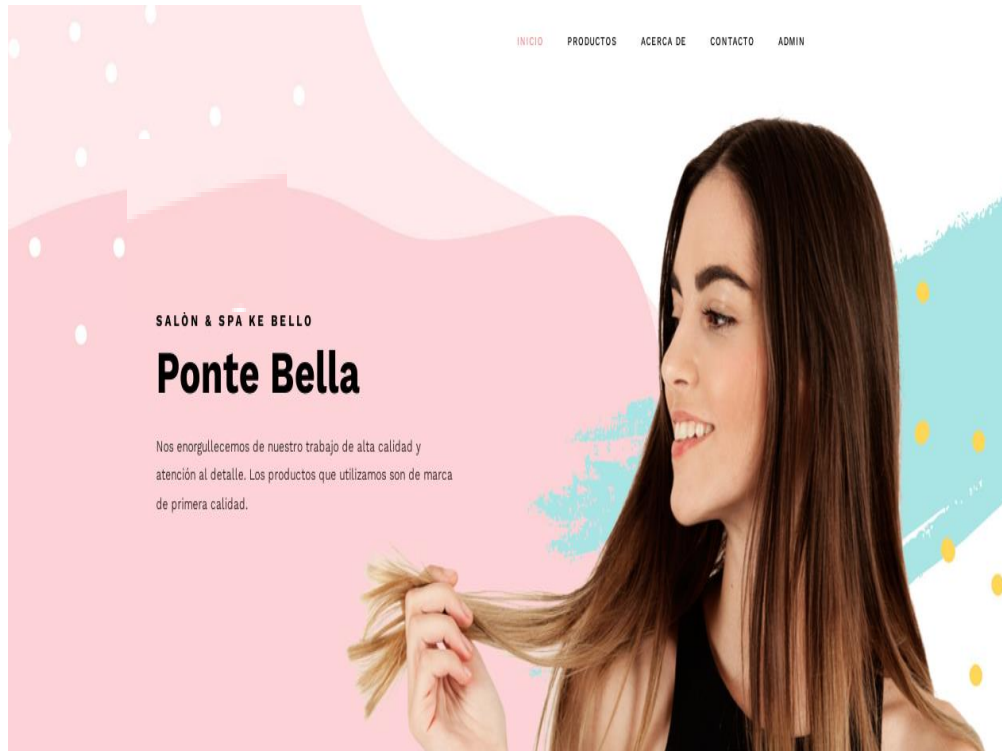 INICIO PRODUCTOS ACERCA DE CONTACTO ADMIN
SALÒN & SPA KE BELLO
Ponte Bella
Nos enorgullecemos de nuestro trabajo de alta calidad y
atención al detalle. Los productos que utilizamos son de marca
de primera calidad.